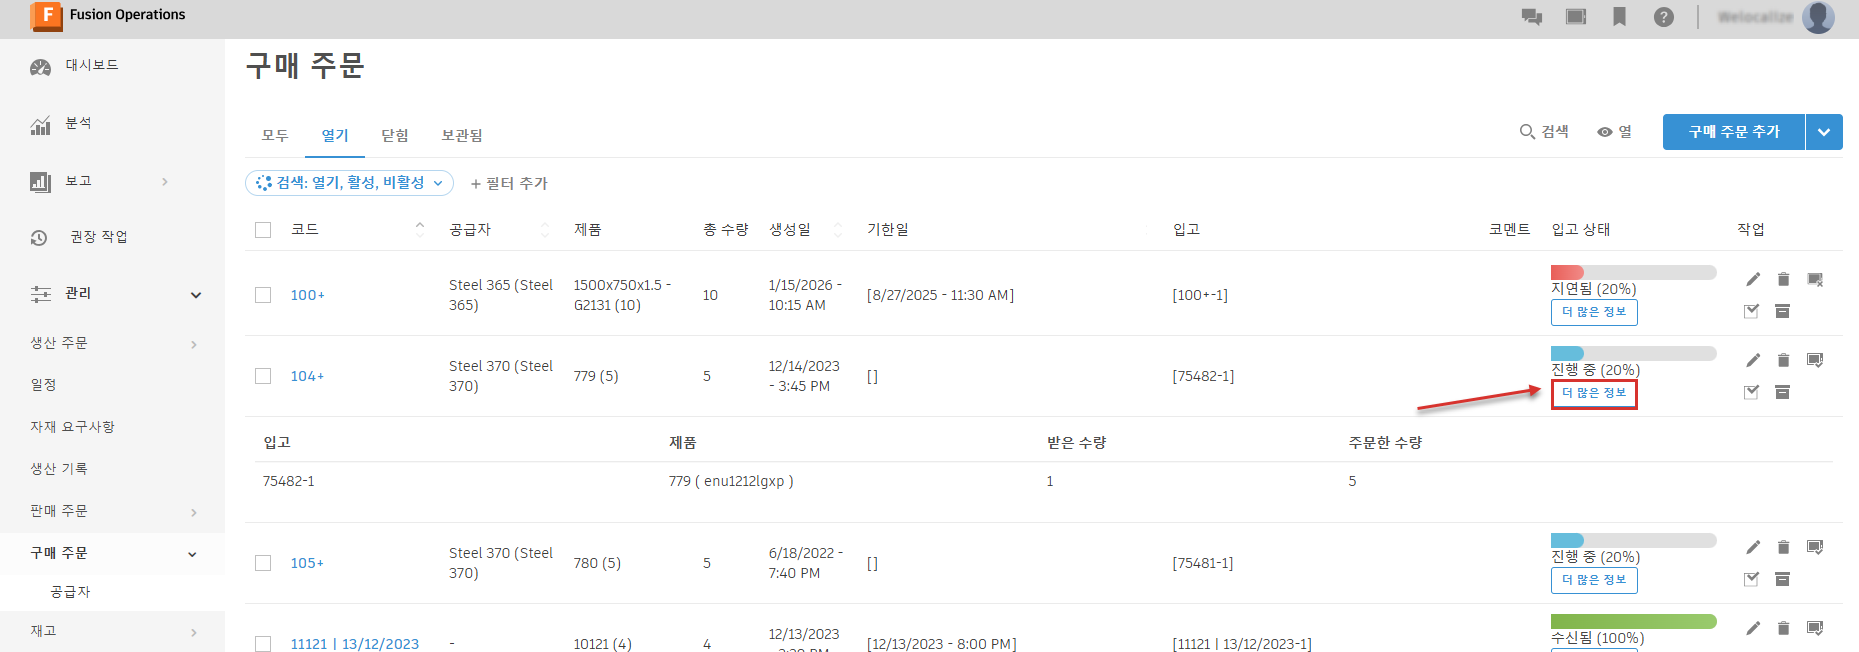 Fusion Operations
Welocalize
대시보드
분석
보고
권장 작업
관리
생산 주문
일정
자재 요구사항
생산 기록
판매 주문
구매 주문
공급자
재고
구매 주문
모두 열기 닫힘 보관됨
검색 열 구매 주문 추가
검색: 열기, 활성, 비활성 + 필터 추가
코드 공급자 제품 총 수량 생성일 기한일 입고 코멘트 입고 상태 작업
100+ Steel 365 (Steel 365) 1500x750x1.5 - G2131 (10) 10 1/15/2026 - 10:15 AM [8/27/2025 - 11:30 AM] [100+-1] 지연됨 (20%)
더 많은 정보
104+ Steel 370 (Steel 370) 779 (5) 5 12/14/2023 - 3:45 PM [] [75482-1] 진행 중 (20%)
더 많은 정보
입고 제품 받은 수량 주문한 수량
75482-1 779 ( enu1212lgxp ) 1 5
105+ Steel 370 (Steel 370) 780 (5) 5 6/18/2022 - 7:40 PM [] [75481-1] 진행 중 (20%)
더 많은 정보
11121 | 13/12/2023 - 10121 (4) 4 12/13/2023 [12/13/2023 - 8:00 PM] [11121 | 13/12/2023-1] 수신됨 (100%)